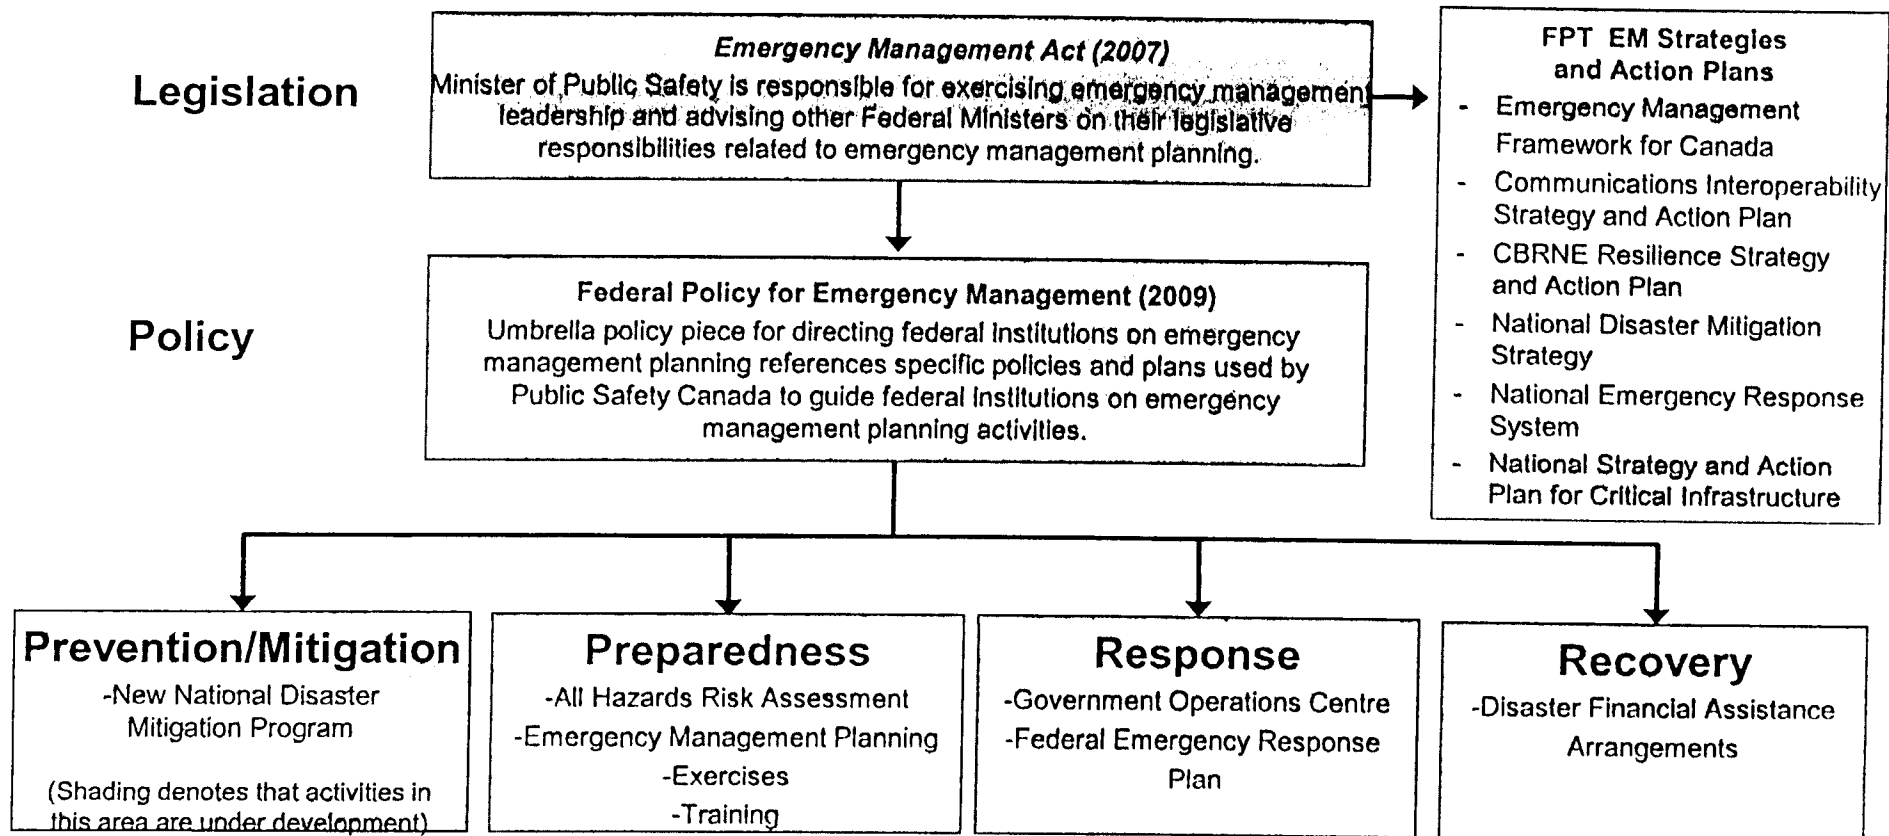 Legislation
Emergency Management Act (2007)
Minister of Public Safety is responsible for exercising emergency management
leadership and advising other Federal Ministers on their legislative
responsibilities related to emergency management planning.
FPT EM Strategies
and Action Plans
- Emergency Management
Framework for Canada
- Communications Interoperability
Strategy and Action Plan
- CBRNE Resilience Strategy
and Action Plan
- National Disaster Mitigation
Strategy
- National Emergency Response
System
- National Strategy and Action
Plan for Critical Infrastructure
Policy
Federal Policy for Emergency Management (2009)
Umbrella policy piece for directing federal institutions on emergency
management planning references specific policies and plans used by
Public Safety Canada to guide federal institutions on emergency
management planning activities.
Prevention/Mitigation
-New National Disaster
Mitigation Program
(Shading denotes that activities in
this area are under development)
Preparedness
-All Hazards Risk Assessment
-Emergency Management Planning
-Exercises
-Training
Response
-Government Operations Centre
-Federal Emergency Response
Plan
Recovery
-Disaster Financial Assistance
Arrangements